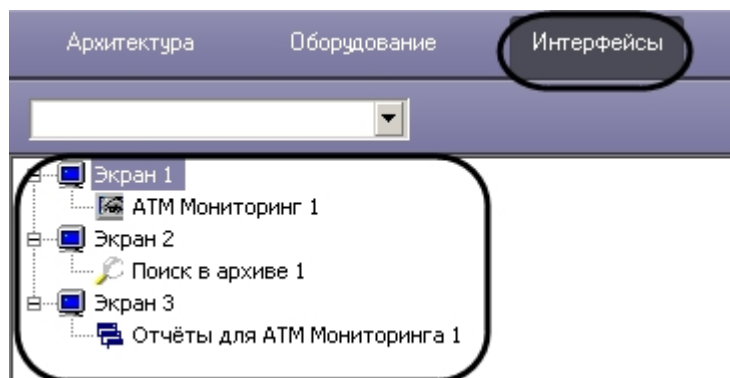 Архитектура Оборудование Интерфейсы
Экран 1
АТМ Мониторинг 1
Экран 2
Поиск в архиве 1
Экран 3
Отчёты для АТМ Мониторинга 1